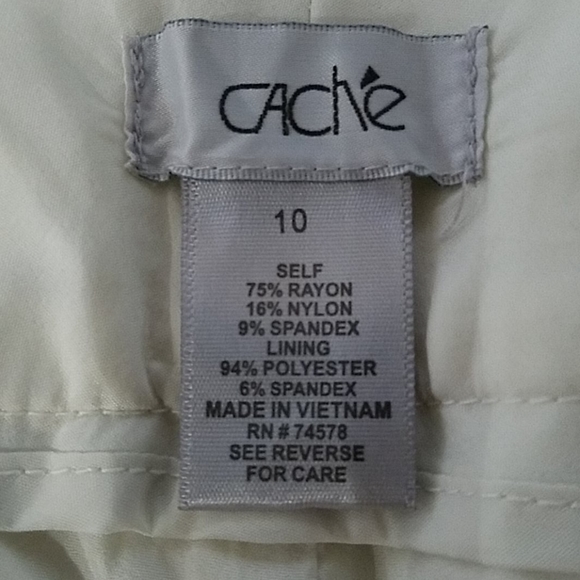 CACHÉ
10
SELF
75% RAYON
16% NYLON
9% SPANDEX
LINING
94% POLYESTER
6% SPANDEX
MADE IN VIETNAM
RN # 74578
SEE REVERSE
FOR CARE